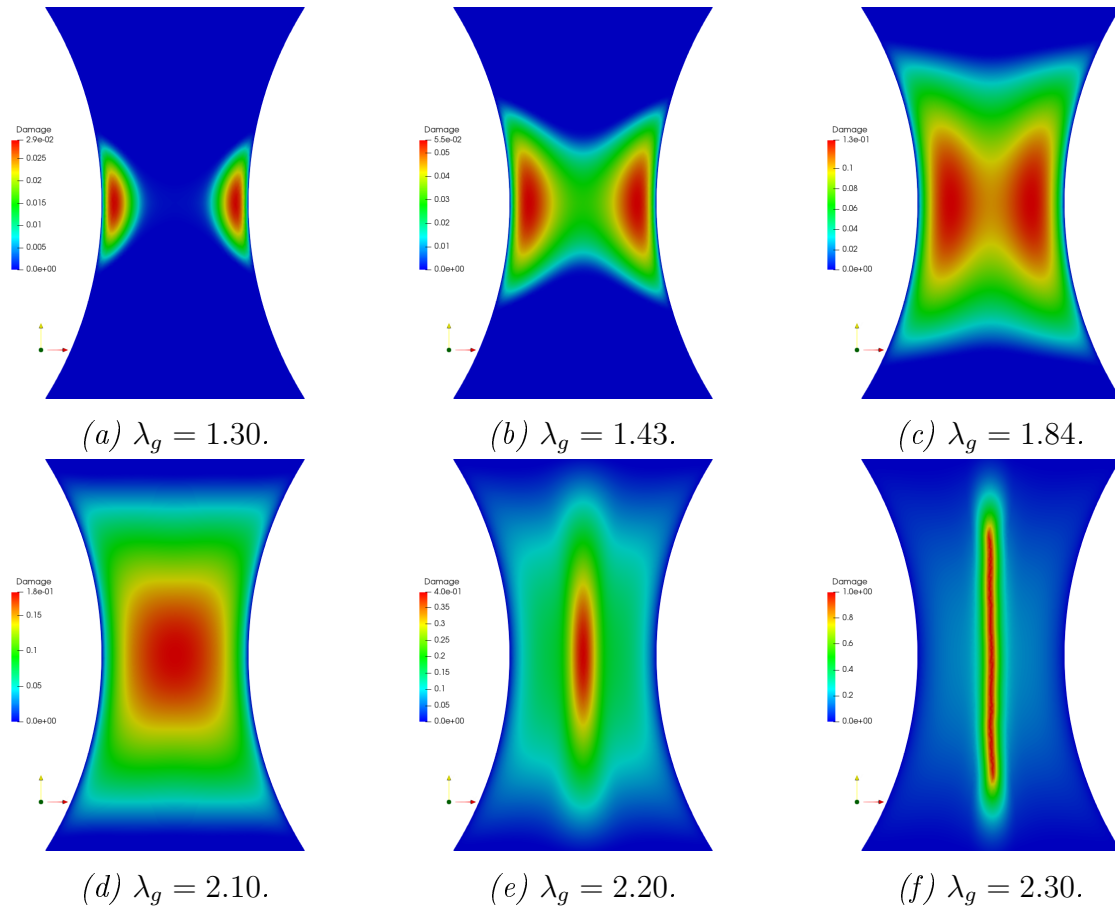 Damage
2.9e-02
0.025
0.02
0.015
0.01
0.005
0.0e+00
(a) λg = 1.30.
Damage
5.5e-02
0.05
0.04
0.03
0.02
0.01
0.0e+00
(b) λg = 1.43.
Damage
1.3e-01
0.1
0.08
0.06
0.04
0.02
0.0e+00
(c) λg = 1.84.
Damage
1.8e-01
0.15
0.1
0.05
0.0e+00
(d) λg = 2.10.
Damage
4.0e-01
0.35
0.3
0.25
0.2
0.15
0.1
0.05
0.0e+00
(e) λg = 2.20.
Damage
1.0e+00
0.8
0.6
0.4
0.2
0.0e+00
(f) λg = 2.30.